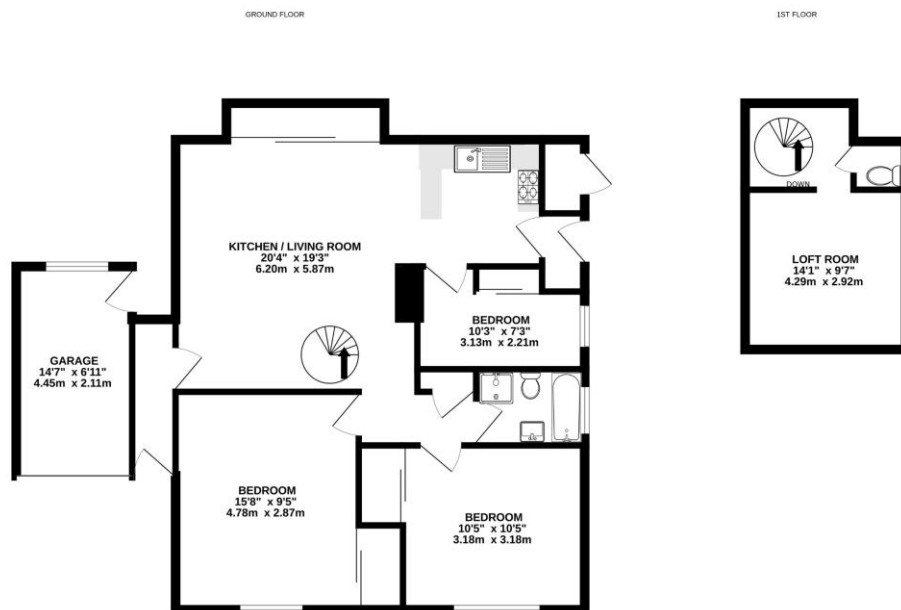 GROUND FLOOR
1ST FLOOR
DOWN
KITCHEN / LIVING ROOM
20'4" x 19'3"
6.20m x 5.87m
LOFT ROOM
14'1" x 9'7"
4.29m x 2.92m
BEDROOM
10'3" x 7'3"
3.13m x 2.21m
GARAGE
14'7" x 6'11"
4.45m x 2.11m
BEDROOM
15'8" x 9'5"
4.78m x 2.87m
BEDROOM
10'5" x 10'5"
3.18m x 3.18m